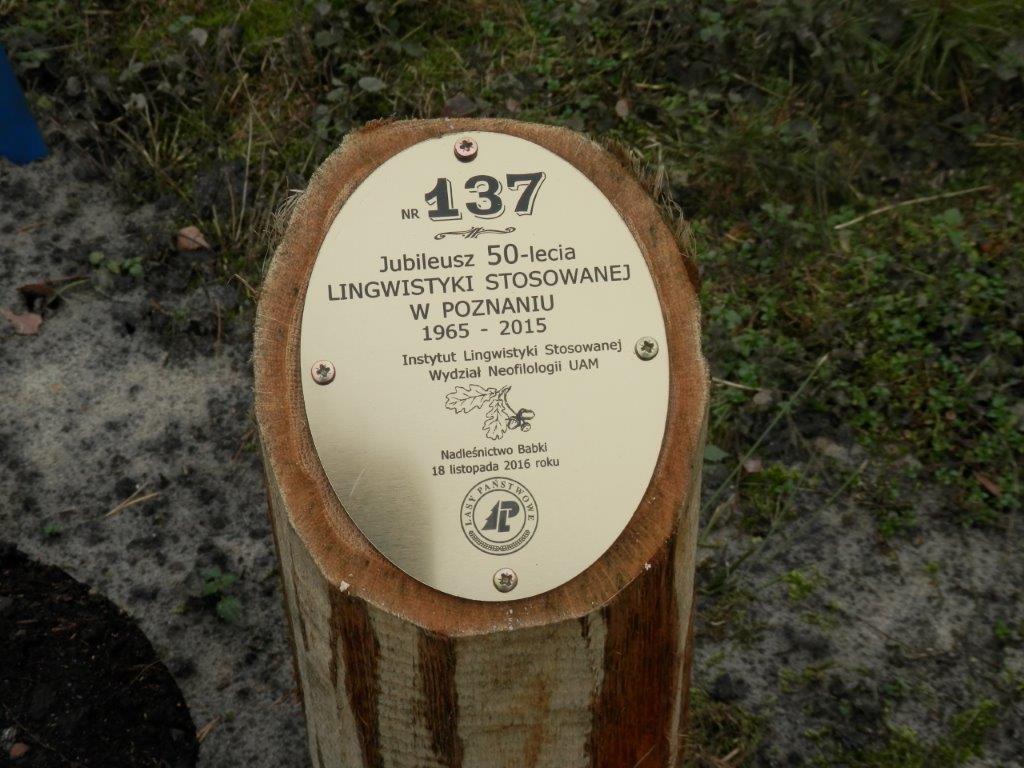 NR 137
Jubileusz 50-lecia
LINGWISTYKI STOSOWANEJ
W POZNANIU
1965 - 2015
Instytut Lingwistyki Stosowanej
Wydział Neofilologii UAM
Nadleśnictwo Babki
18 listopada 2016 roku
LASY PAŃSTWOWE
LP